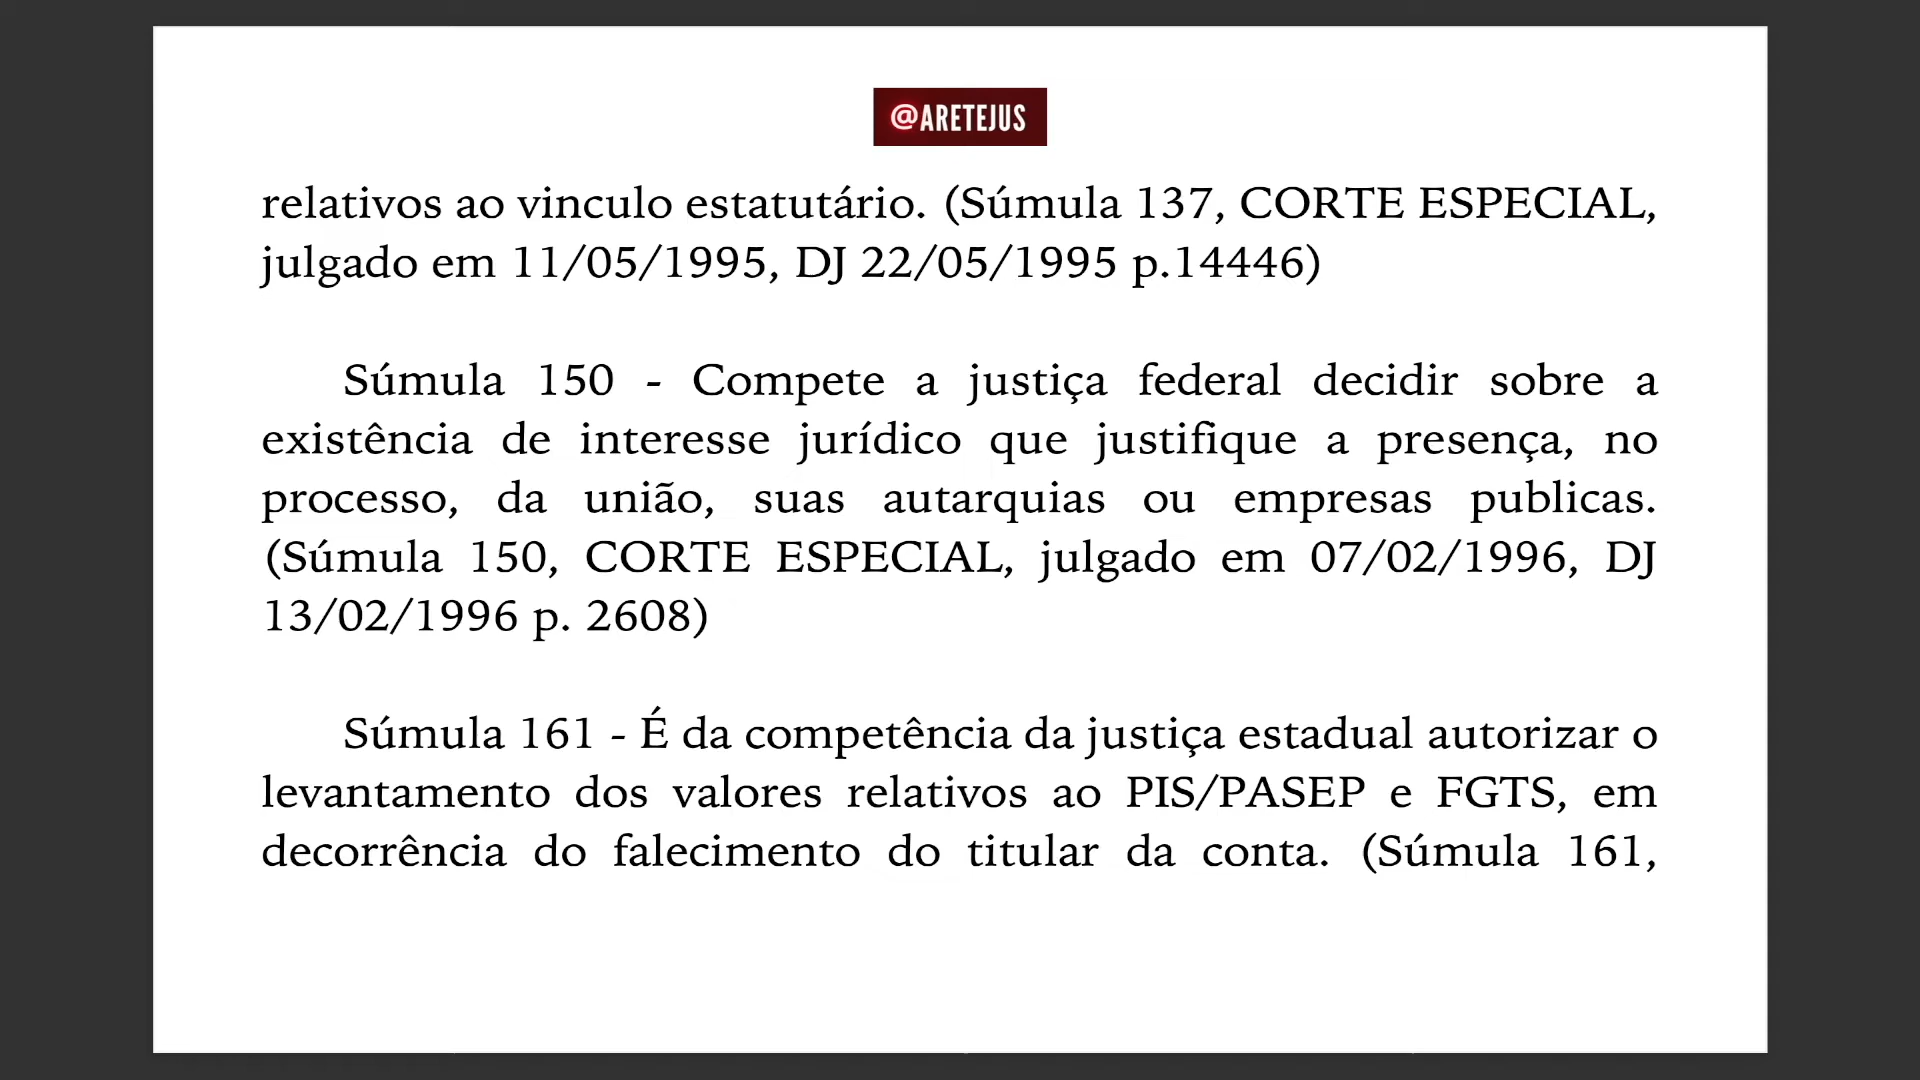 @ARETEJUS
relativos ao vinculo estatutário. (Súmula 137, CORTE ESPECIAL,
julgado em 11/05/1995, DJ 22/05/1995 p.14446)
Súmula 150 - Compete a justiça federal decidir sobre a
existência de interesse jurídico que justifique a presença, no
processo, da união, suas autarquias ou empresas publicas.
(Súmula 150, CORTE ESPECIAL, julgado em 07/02/1996, DJ
13/02/1996 p. 2608)
Súmula 161 - É da competência da justiça estadual autorizar o
levantamento dos valores relativos ao PIS/PASEP e FGTS, em
decorrência do falecimento do titular da conta. (Súmula 161,